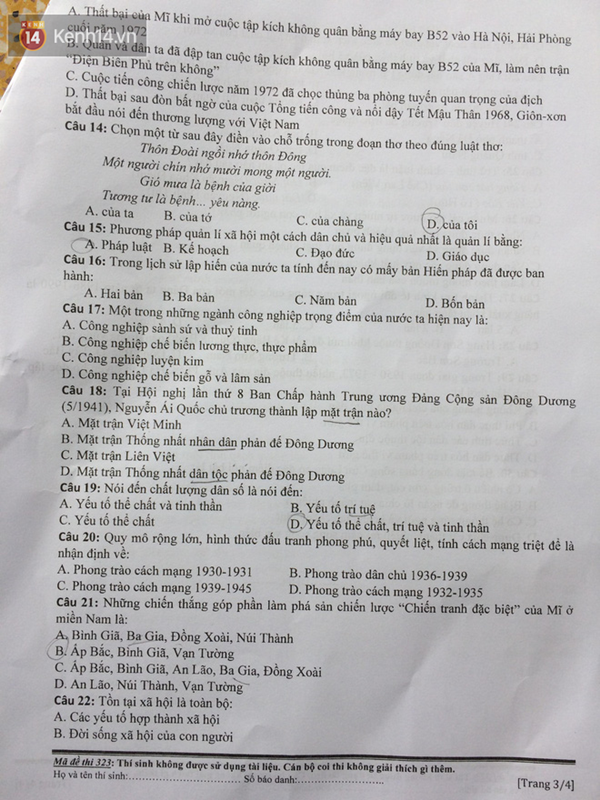 kênh 14 Kenh14.vn
A. Thất bại của Mĩ khi mở cuộc tập kích không quân bằng máy bay B52 vào Hà Nội, Hải Phòng
cuối năm 1972
B. Quân và dân ta đã đập tan cuộc tập kích không quân bằng máy bay B52 của Mĩ, làm nên trận
“Điện Biên Phủ trên không”
C. Cuộc tiến công chiến lược năm 1972 đã chọc thủng ba phòng tuyến quan trọng của địch
D. Thất bại sau đòn bất ngờ của cuộc Tổng tiến công và nổi dậy Tết Mậu Thân 1968, Giôn-xơn
bắt đầu nói đến thương lượng với Việt Nam
Câu 14: Chọn một từ sau đây điền vào chỗ trống trong đoạn thơ theo đúng luật thơ:
Thôn Đoài ngồi nhớ thôn Đông
Một người chín nhớ mười mong một người.
Gió mưa là bệnh của giời
Tương tư là bệnh... yêu nàng.
A. của ta B. của tớ C. của chàng D. của tôi
Câu 15: Phương pháp quản lí xã hội một cách dân chủ và hiệu quả nhất là quản lí bằng:
A. Pháp luật B. Kế hoạch C. Đạo đức D. Giáo dục
Câu 16: Trong lịch sử lập hiến của nước ta tính đến nay có mấy bản Hiến pháp đã được ban
hành:
A. Hai bản B. Ba bản C. Năm bản D. Bốn bản
Câu 17: Một trong những ngành công nghiệp trọng điểm của nước ta hiện nay là:
A. Công nghiệp sành sứ và thuỷ tinh
B. Công nghiệp chế biến lương thực, thực phẩm
C. Công nghiệp luyện kim
D. Công nghiệp chế biến gỗ và lâm sản
Câu 18: Tại Hội nghị lần thứ 8 Ban Chấp hành Trung ương Đảng Cộng sản Đông Dương
(5/1941), Nguyễn Ái Quốc chủ trương thành lập mặt trận nào?
A. Mặt trận Việt Minh
B. Mặt trận Thống nhất nhân dân phản đế Đông Dương
C. Mặt trận Liên Việt
D. Mặt trận Thống nhất dân tộc phản đế Đông Dương
Câu 19: Nói đến chất lượng dân số là nói đến:
A. Yếu tố thể chất và tinh thần B. Yếu tố trí tuệ
C. Yếu tố thể chất D. Yếu tố thể chất, trí tuệ và tinh thần
Câu 20: Quy mô rộng lớn, hình thức đấu tranh phong phú, quyết liệt, tính cách mạng triệt để là
nhận định về:
A. Phong trào cách mạng 1930-1931 B. Phong trào dân chủ 1936-1939
C. Phong trào cách mạng 1939-1945 D. Phong trào cách mạng 1932-1935
Câu 21: Những chiến thắng góp phần làm phá sản chiến lược “Chiến tranh đặc biệt” của Mĩ ở
miền Nam là:
A. Bình Giã, Ba Gia, Đồng Xoài, Núi Thành
B. Ấp Bắc, Bình Giã, Vạn Tường
C. Ấp Bắc, Bình Giã, An Lão, Ba Gia, Đồng Xoài
D. An Lão, Núi Thành, Vạn Tường
Câu 22: Tồn tại xã hội là toàn bộ:
A. Các yếu tố hợp thành xã hội
B. Đời sống xã hội của con người
Mã đề thi 323: Thí sinh không được sử dụng tài liệu. Cán bộ coi thi không giải thích gì thêm.
Họ và tên thí sinh:........................ Số báo danh:........................
[Trang 3/4]